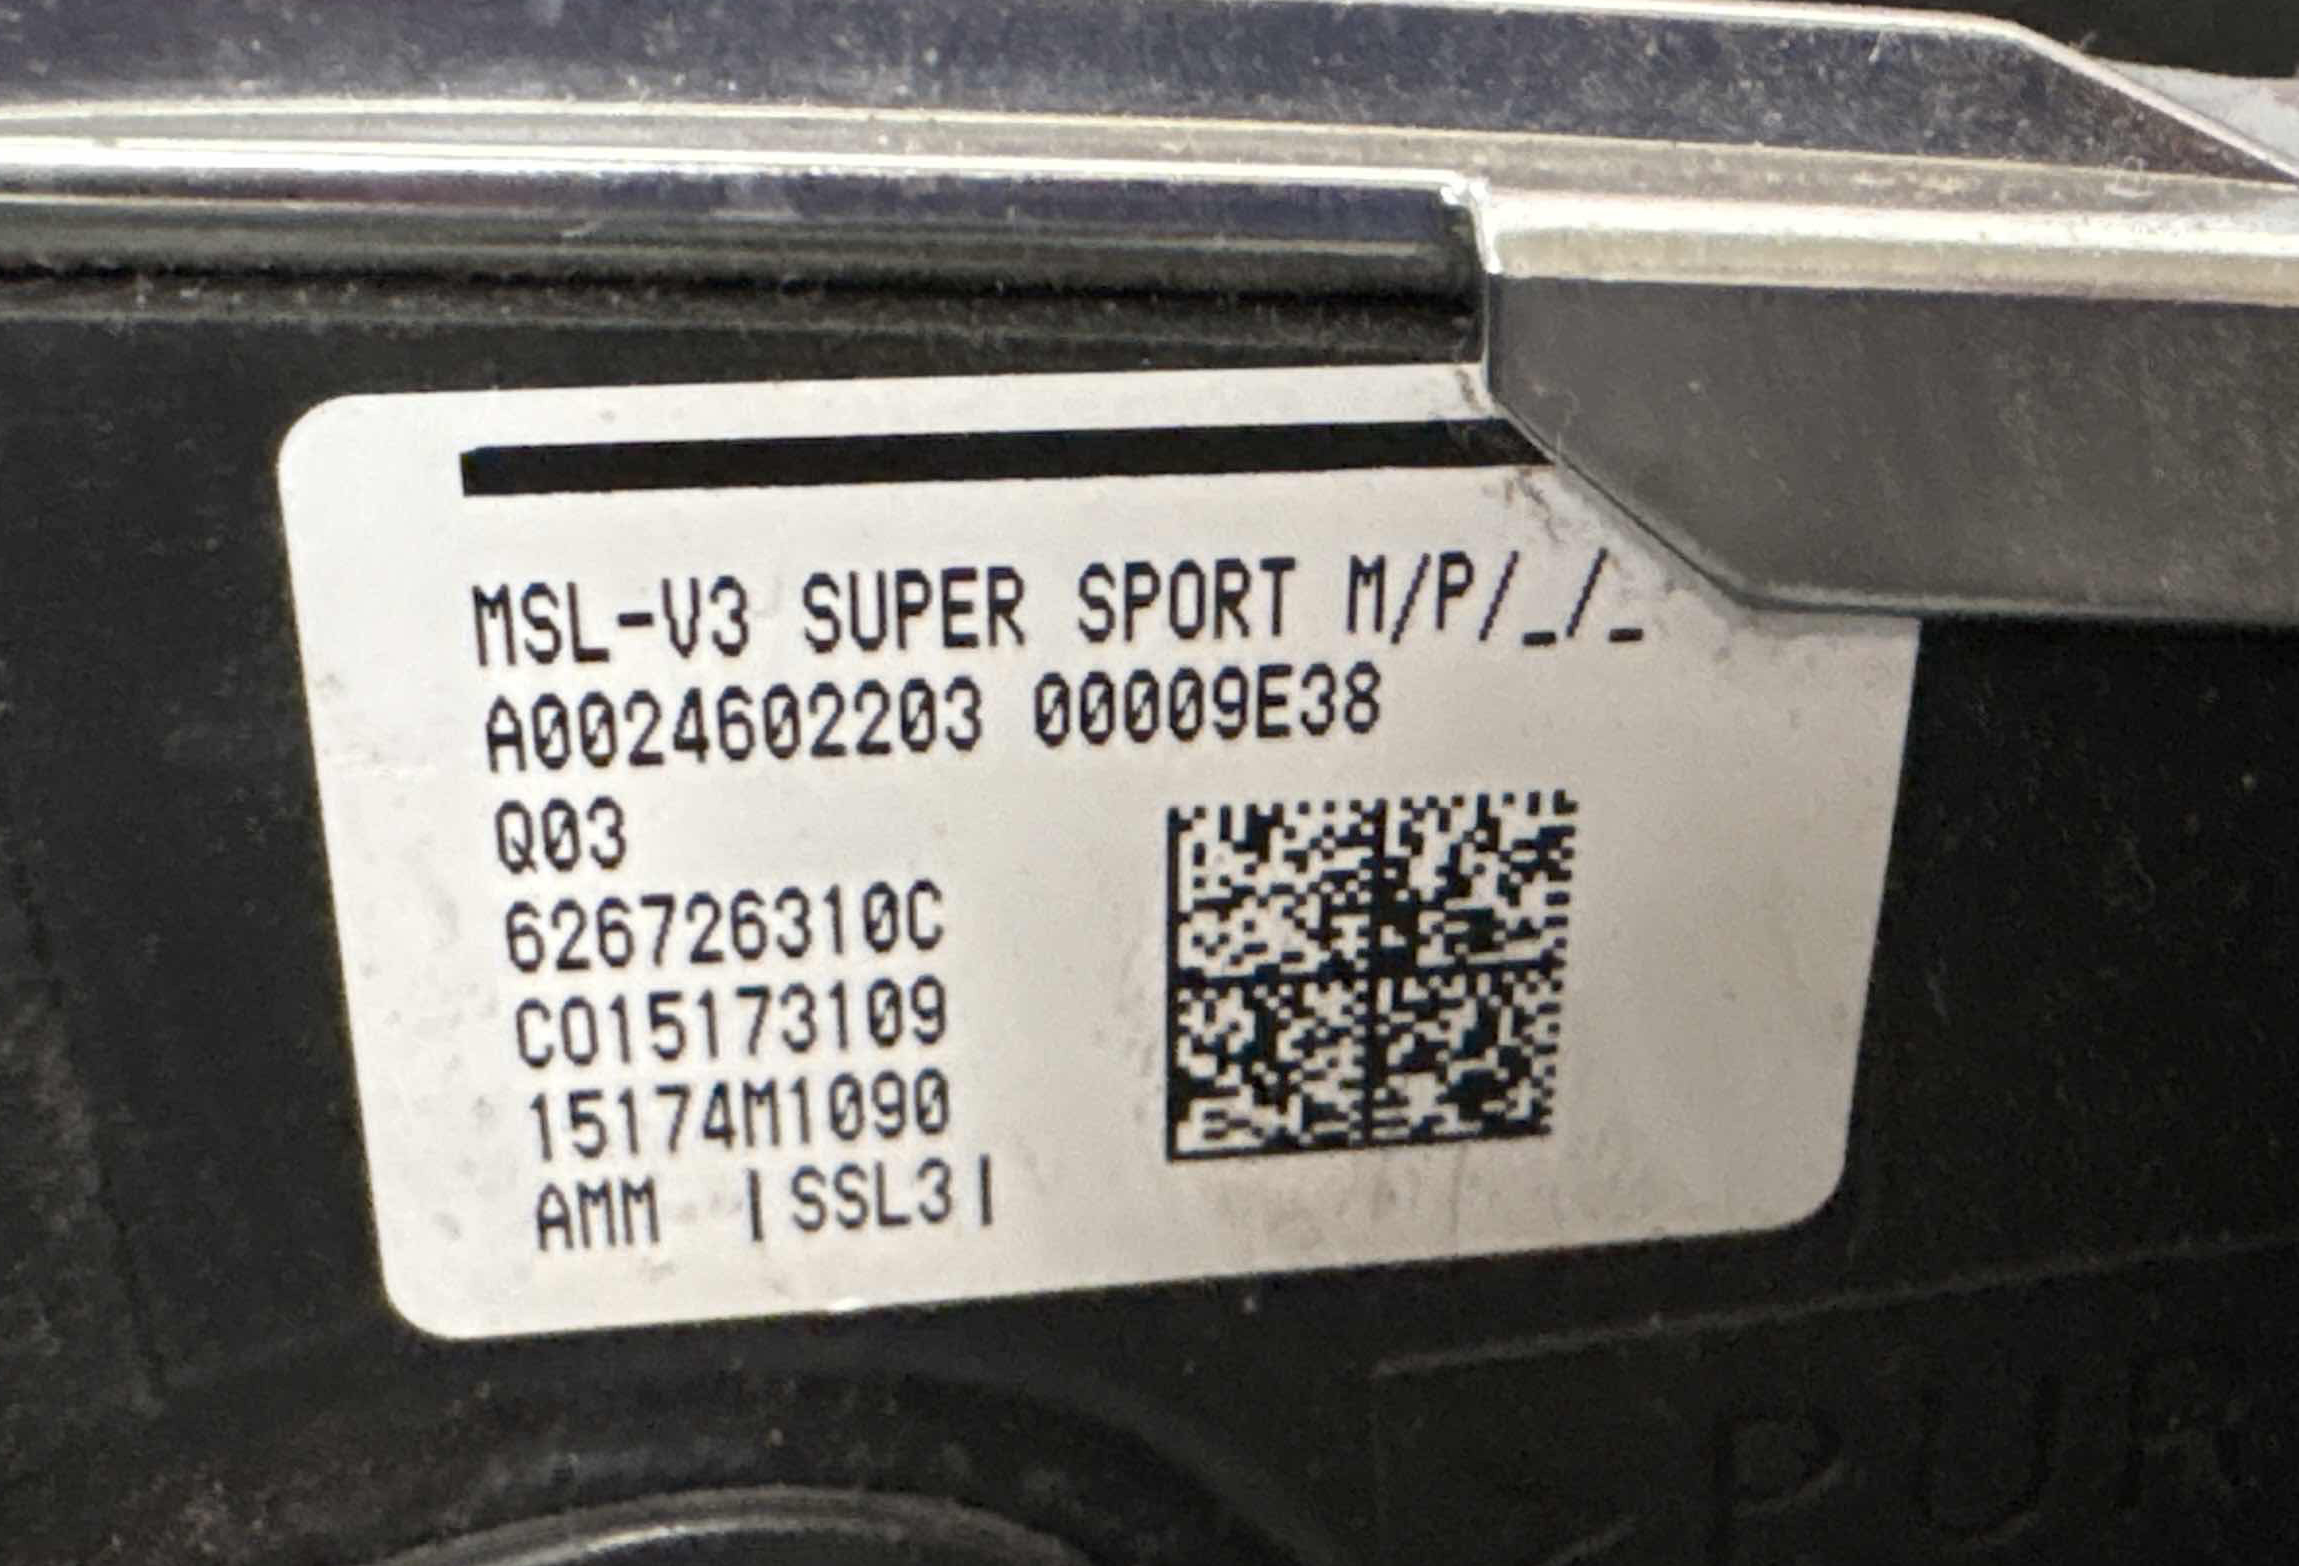 MSL-V3 SUPER SPORT M/P/_/_
A0024602203 00009E38
Q03
626726310C
C015173109
15174M1090
AMM |SSL3|